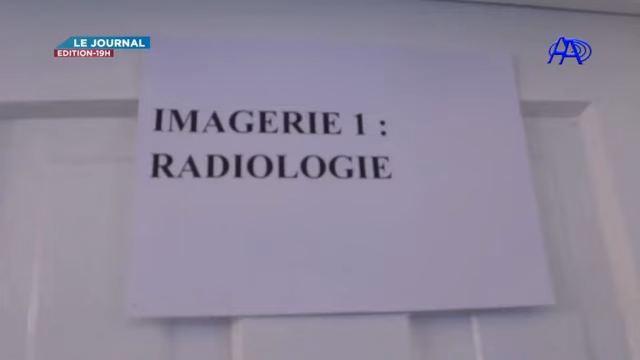 LE JOURNAL
EDITION-19H
IMAGERIE 1 :
RADIOLOGIE